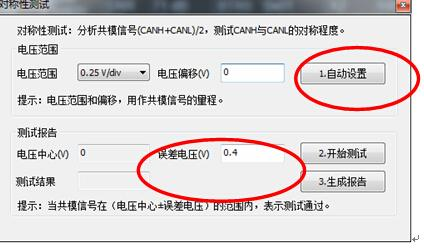 对称性测试
对称性测试：分析共模信号(CANH+CANL)/2，测试CANH与CANL的对称程度。
电压范围
电压范围 0.25 V/div 电压偏移(V) 0 1.自动设置
提示：电压范围和偏移，用作共模信号的量程。
测试报告
电压中心(V) 0 误差电压(V) 0.4 2.开始测试
测试结果 3.生成报告
提示：当共模信号在（电压中心±误差电压）的范围内，表示测试通过。